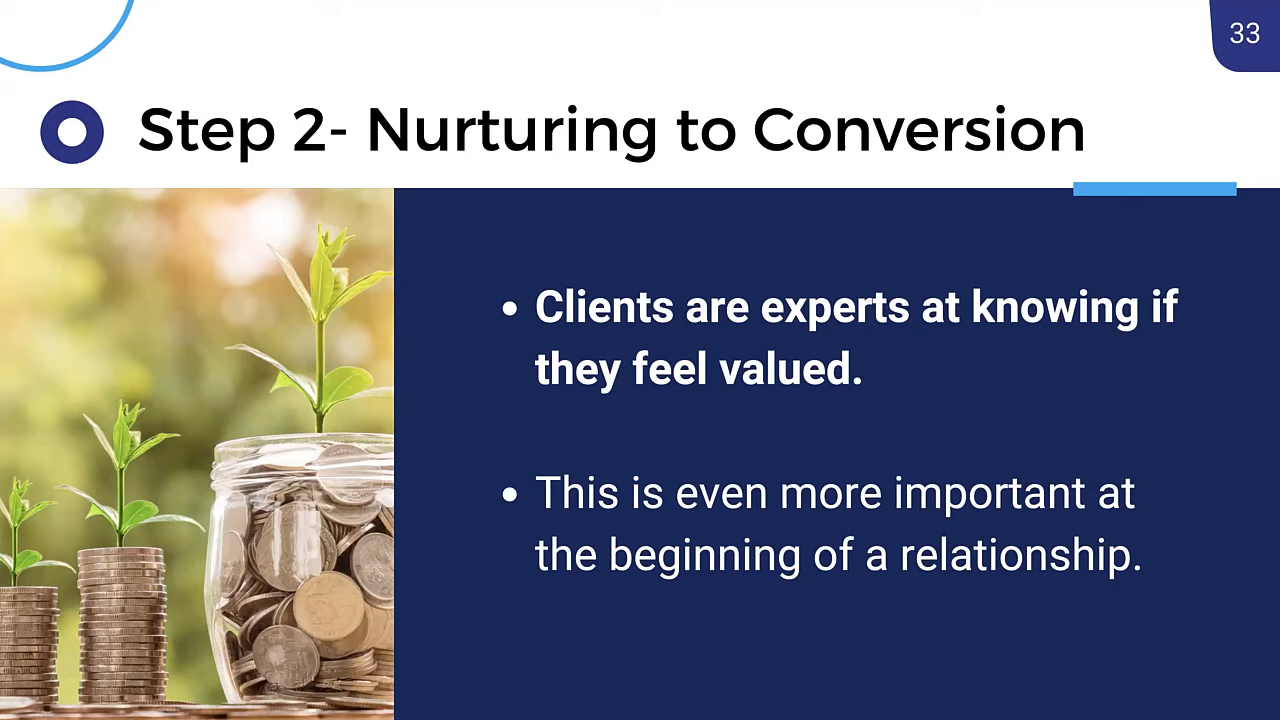 33
Step 2- Nurturing to Conversion
• Clients are experts at knowing if
they feel valued.
• This is even more important at
the beginning of a relationship.